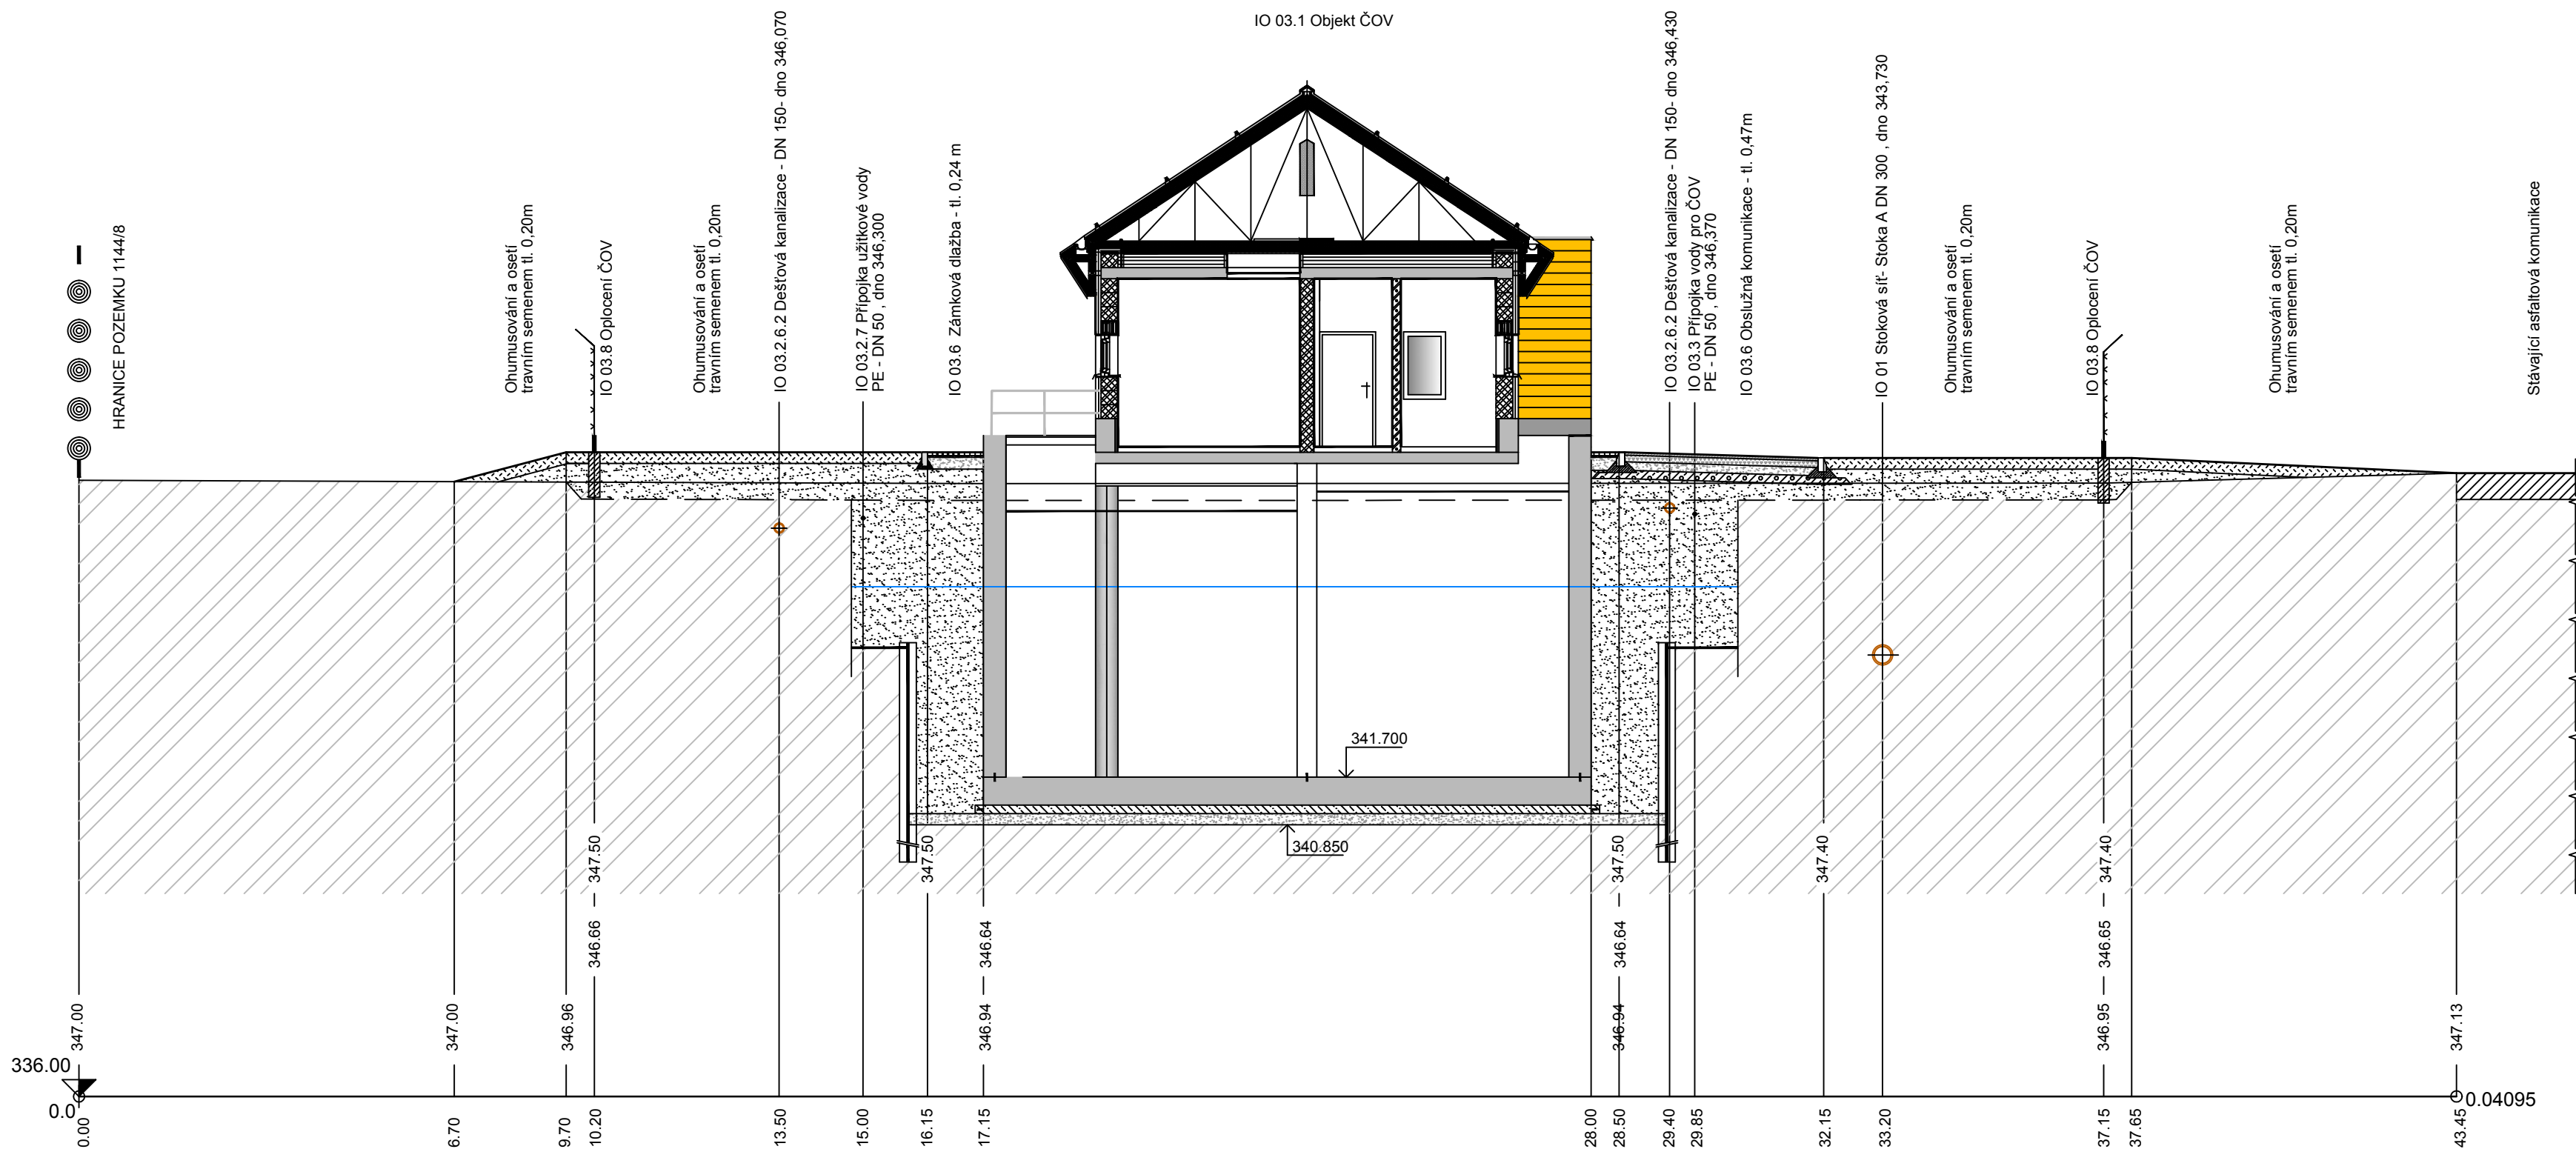 IO 03.1 Objekt ČOV
HRANICE POZEMKU 1144/8
Ohumusování a osetí
travním semenem tl. 0,20m
IO 03.8 Oplocení ČOV
Ohumusování a osetí
travním semenem tl. 0,20m
IO 03.2.6.2 Dešťová kanalizace - DN 150- dno 346,070
IO 03.2.7 Přípojka užitkové vody
PE - DN 50 , dno 346,300
IO 03.6 Zámková dlažba - tl. 0,24 m
IO 03.2.6.2 Dešťová kanalizace - DN 150- dno 346,430
IO 03.3 Přípojka vody pro ČOV
PE - DN 50 , dno 346,370
IO 03.6 Obslužná komunikace - tl. 0,47m
IO 01 Stoková síť- Stoka A DN 300 , dno 343,730
Ohumusování a osetí
travním semenem tl. 0,20m
IO 03.8 Oplocení ČOV
Ohumusování a osetí
travním semenem tl. 0,20m
Stávající asfaltová komunikace
341.700
340.850
347.50
347.50
347.50
347.40
347.40
346.66
346.64
346.64
346.65
347.00
347.00
346.96
346.94
346.94
346.95
347.13
336.00
0.0
0.04095
0.00
6.70
9.70
10.20
13.50
15.00
16.15
17.15
28.00
28.50
29.40
29.85
32.15
33.20
37.15
37.65
43.45